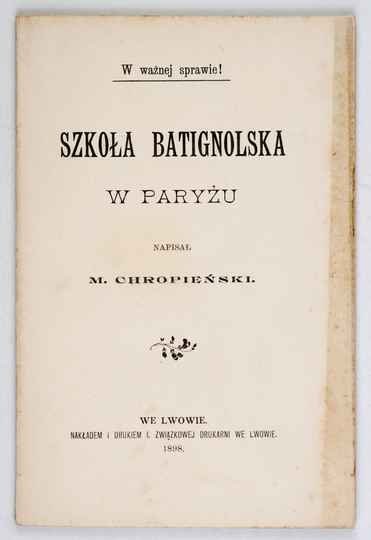 W ważnej sprawie!
SZKOŁA BATIGNOLSKA
W PARYŻU
NAPISAŁ
M. CHROPIEŃSKI.
WE LWOWIE.
NAKŁADEM i DRUKIEM I. ZWIĄZKOWEJ DRUKARNI WE LWOWIE.
1898.